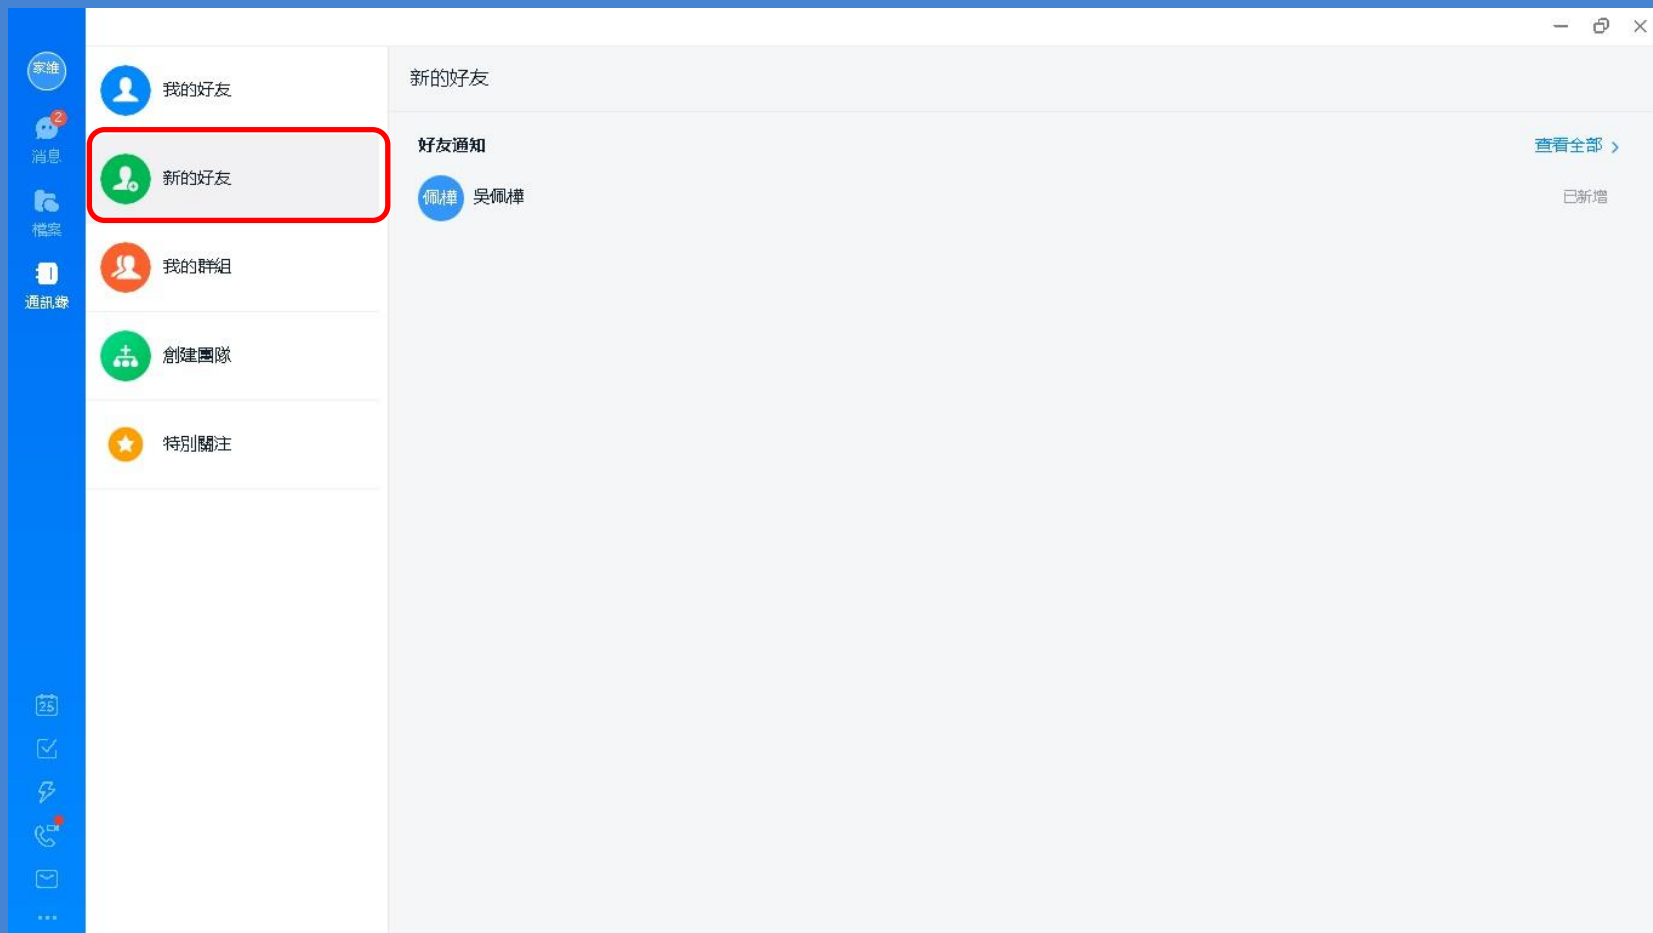 家維
2
消息
檔案
通訊錄
25
我的好友
新的好友
我的群組
創建團隊
特別關注
新的好友
好友通知
查看全部
佩樺
吳佩樺
已新增